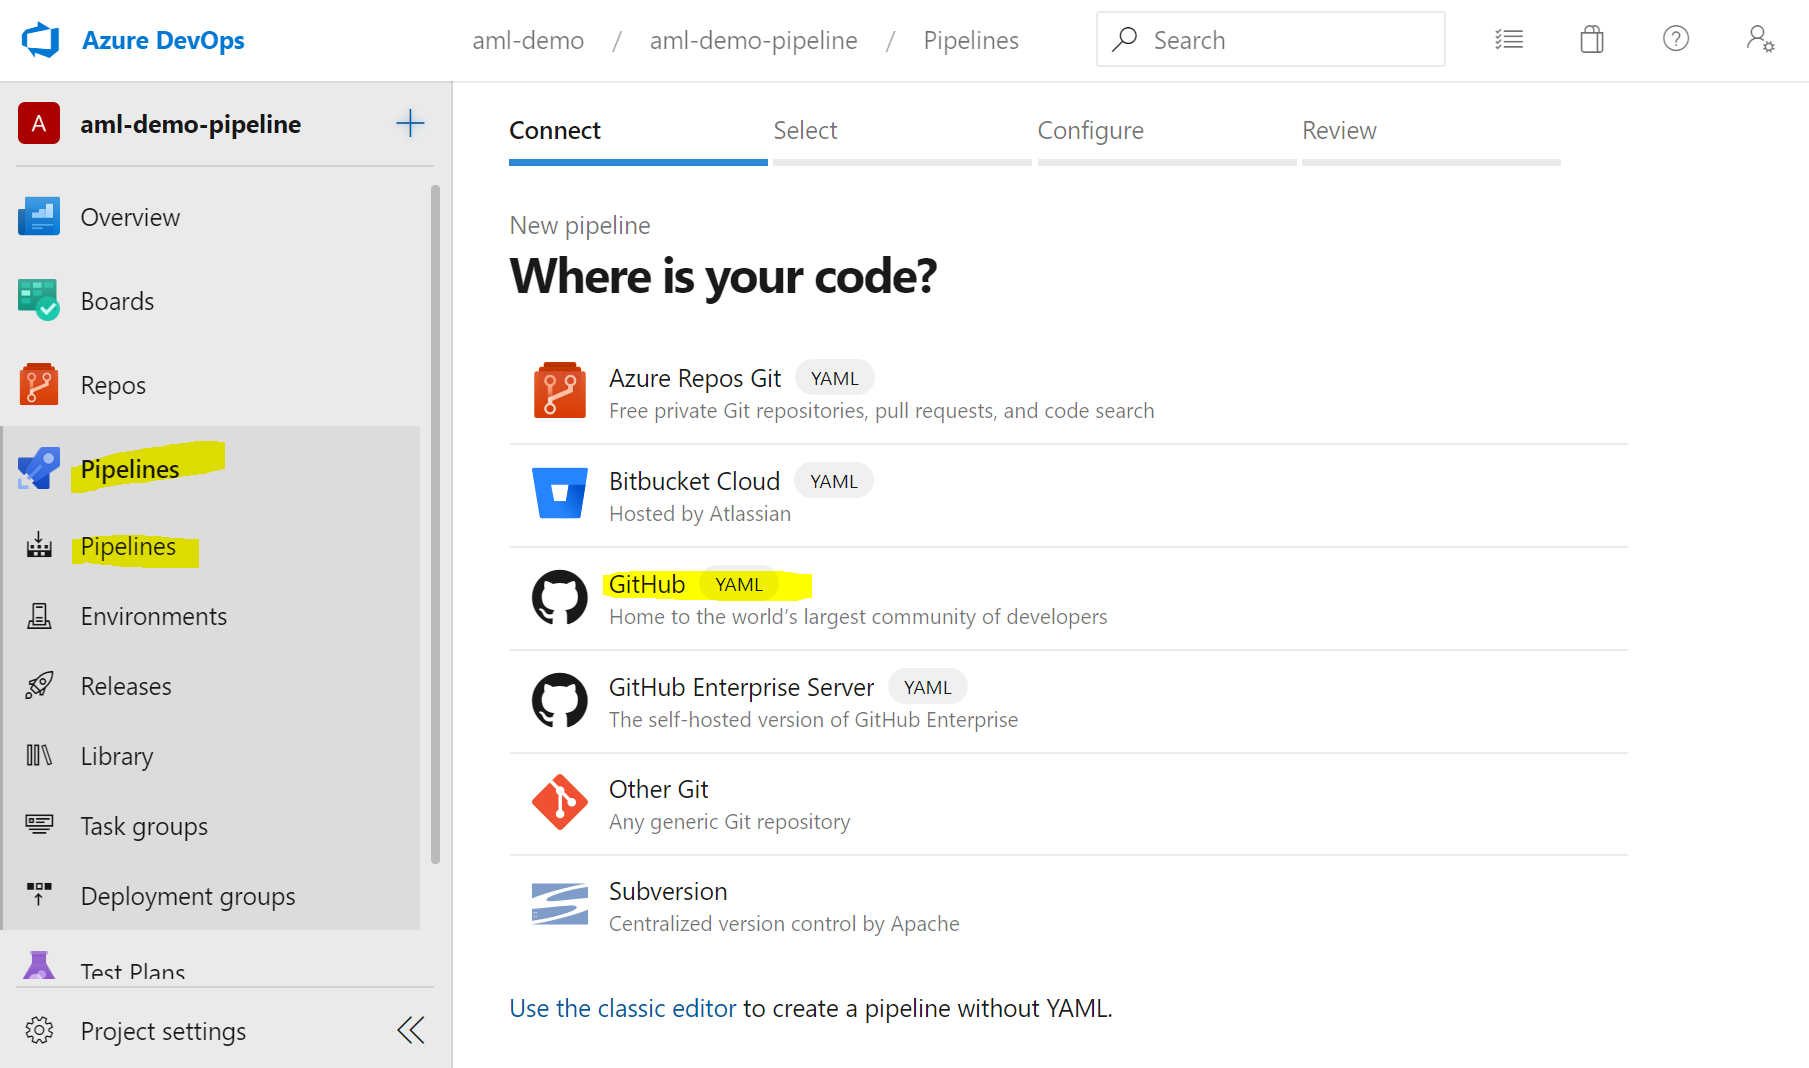 Azure DevOps
aml-demo / aml-demo-pipeline / Pipelines
Search
A aml-demo-pipeline
Overview
Boards
Repos
Pipelines
Pipelines
Environments
Releases
Library
Task groups
Deployment groups
Test Plans
Project settings
Connect Select Configure Review
New pipeline
Where is your code?
Azure Repos Git YAML
Free private Git repositories, pull requests, and code search
Bitbucket Cloud YAML
Hosted by Atlassian
GitHub YAML
Home to the world’s largest community of developers
GitHub Enterprise Server YAML
The self-hosted version of GitHub Enterprise
Other Git
Any generic Git repository
Subversion
Centralized version control by Apache
Use the classic editor to create a pipeline without YAML.